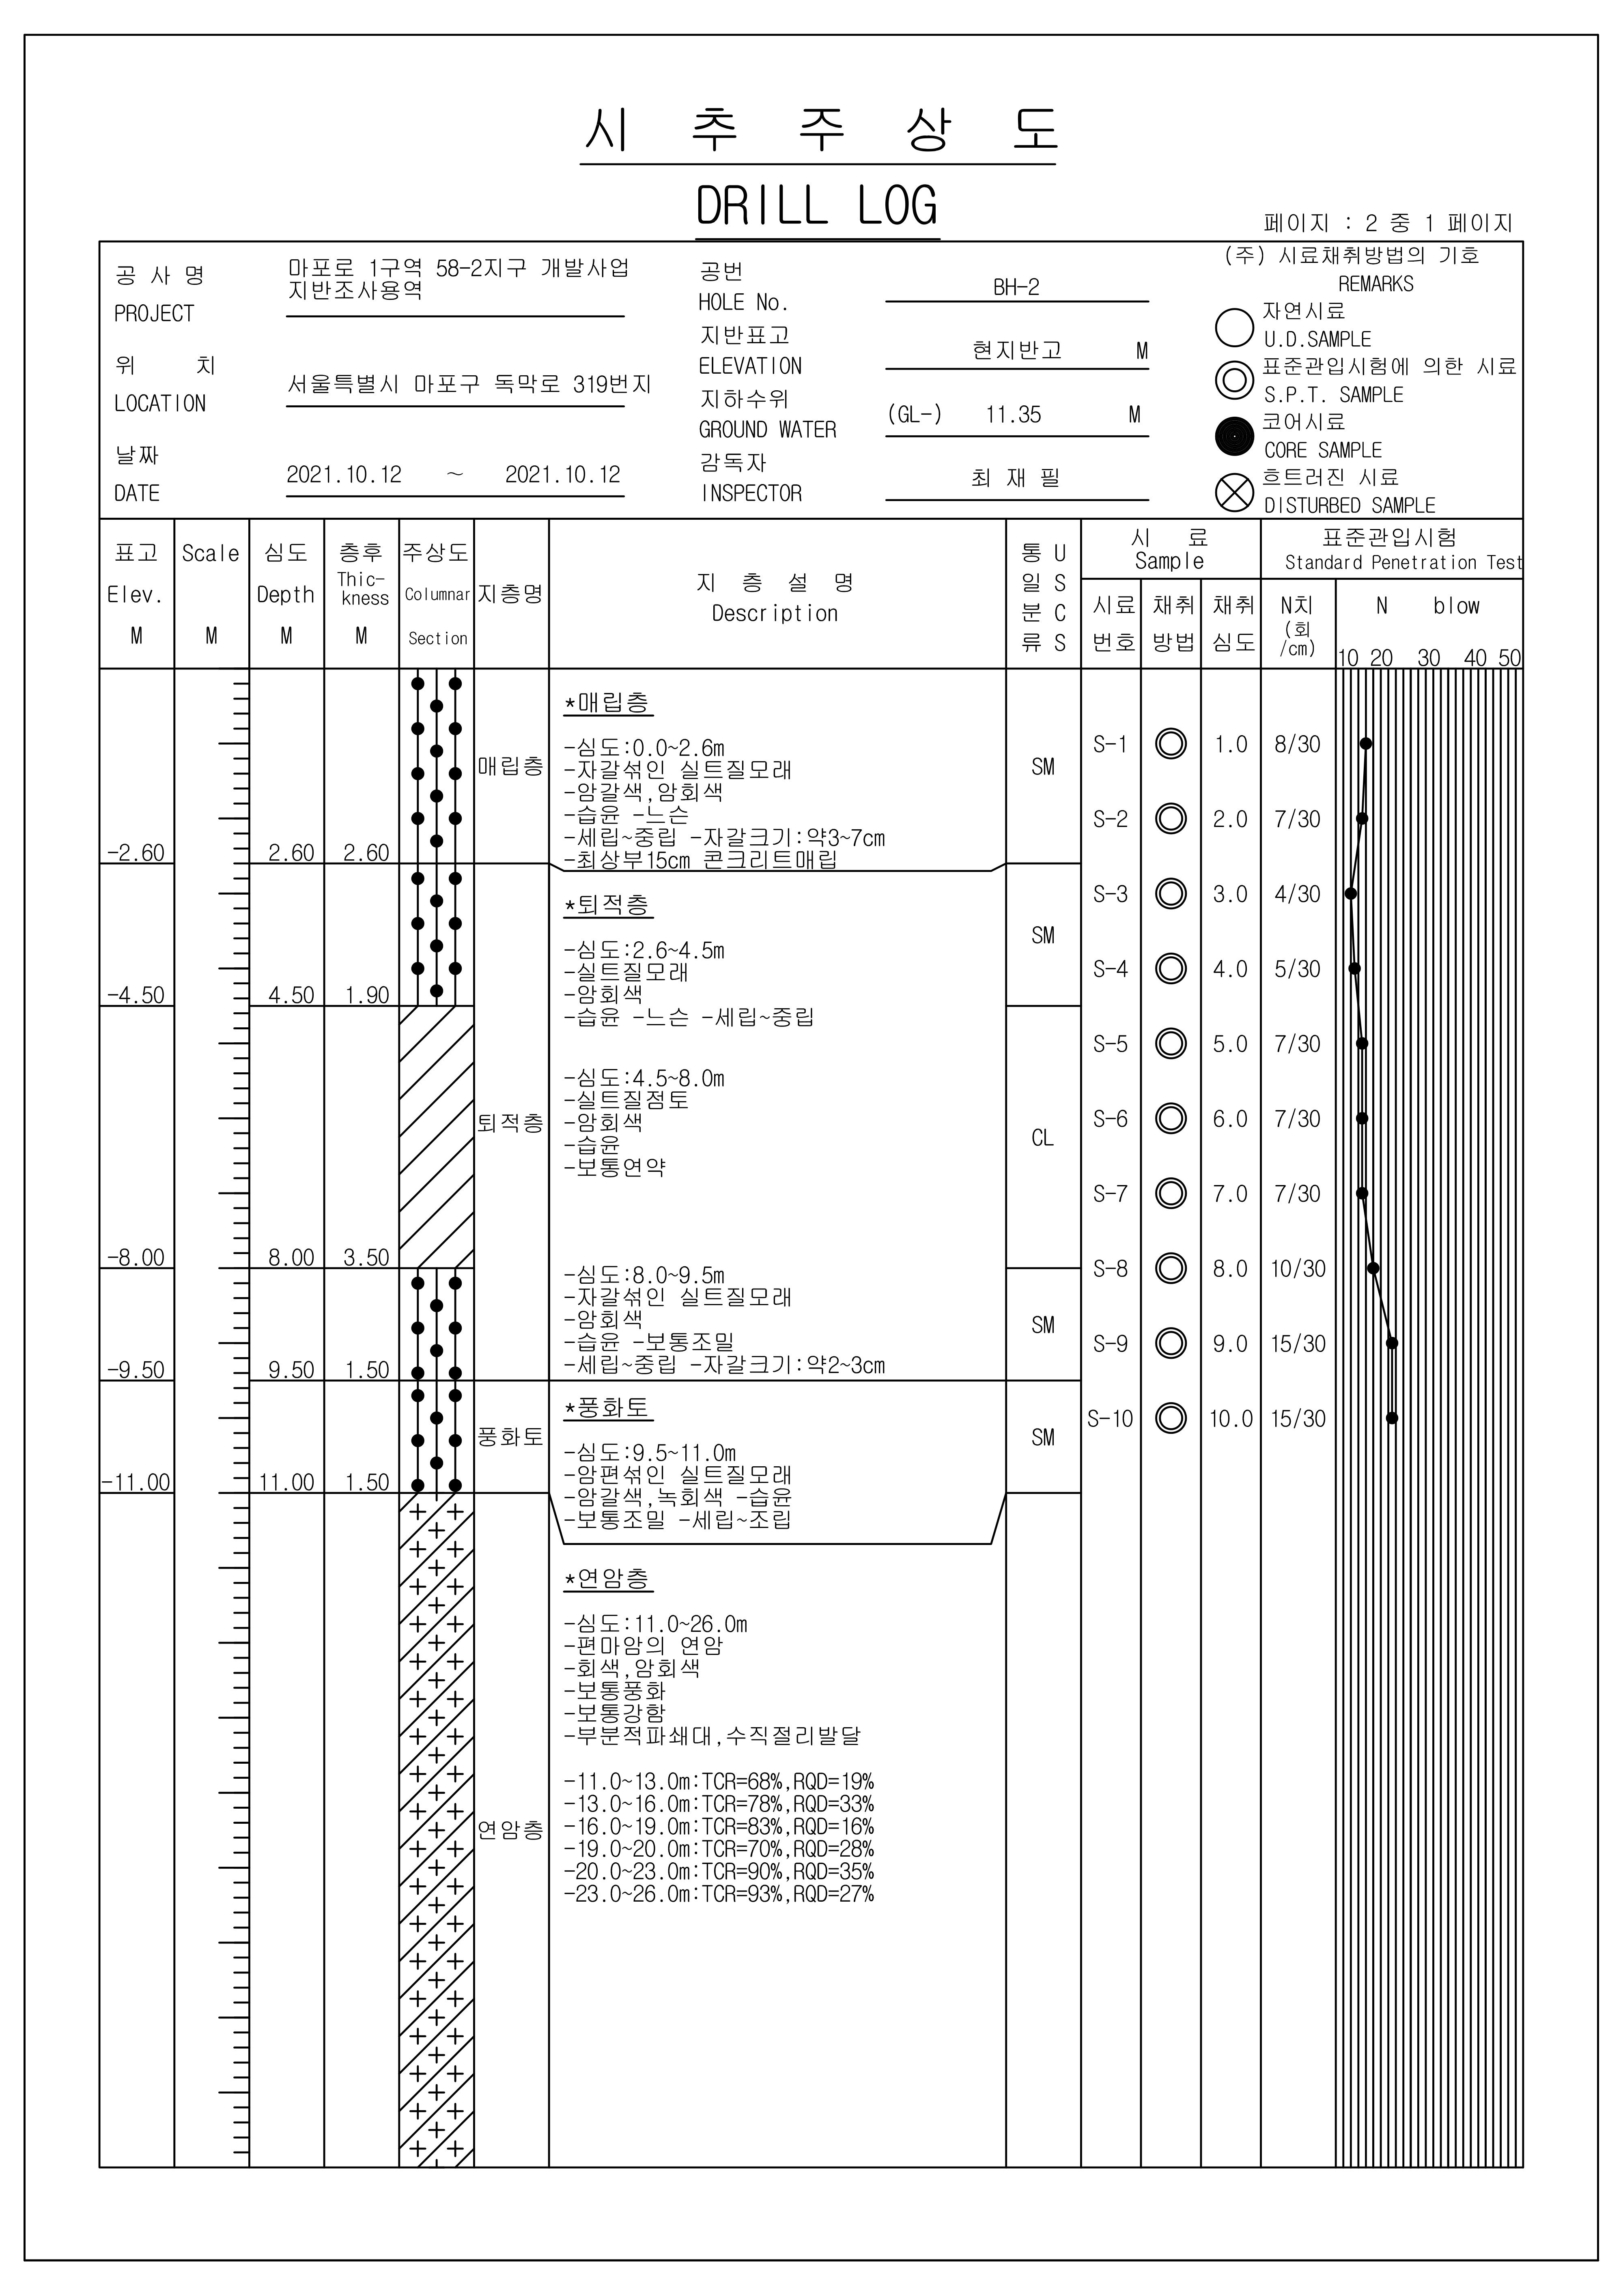 시 추 주 상 도
DRILL LOG
페이지 : 2 중 1 페이지
공 사 명
PROJECT
마포로 1구역 58-2지구 개발사업
지반조사용역
위 치
LOCATION
서울특별시 마포구 독막로 319번지
날짜
DATE
2021.10.12 ~ 2021.10.12
공번
HOLE No.
BH-2
지반표고
ELEVATION
현지반고 M
지하수위
GROUND WATER
(GL-) 11.35 M
감독자
INSPECTOR
최 재 필
(주) 시료채취방법의 기호
REMARKS
자연시료
U.D.SAMPLE
표준관입시험에 의한 시료
S.P.T. SAMPLE
코어시료
CORE SAMPLE
흐트러진 시료
DISTURBED SAMPLE
표고
Elev.
M
Scale
M
심도
Depth
M
층후
Thic-
kness
M
주상도
Columnar
Section
지층명
지 층 설 명
Description
통 U
일 S
분 C
류 S
시 료
Sample
시료
번호
채취
방법
채취
심도
표준관입시험
Standard Penetration Test
N치
(회
/cm)
N blow
10 20 30 40 50
-2.60 2.60 2.60
매립층
*매립층
-심도:0.0~2.6m
-자갈섞인 실트질모래
-암갈색,암회색
-습윤 -느슨
-세립~중립 -자갈크기:약3~7cm
-최상부15cm 콘크리트매립
SM
-4.50 4.50 1.90
-8.00 8.00 3.50
-9.50 9.50 1.50
퇴적층
*퇴적층
-심도:2.6~4.5m
-실트질모래
-암회색
-습윤 -느슨 -세립~중립
SM
-심도:4.5~8.0m
-실트질점토
-암회색
-습윤
-보통연약
CL
-심도:8.0~9.5m
-자갈섞인 실트질모래
-암회색
-습윤 -보통조밀
-세립~중립 -자갈크기:약2~3cm
SM
-11.00 11.00 1.50
풍화토
*풍화토
-심도:9.5~11.0m
-암편섞인 실트질모래
-암갈색,녹회색 -습윤
-보통조밀 -세립~조립
SM
연암층
*연암층
-심도:11.0~26.0m
-편마암의 연암
-회색,암회색
-보통풍화
-보통강함
-부분적파쇄대,수직절리발달
-11.0~13.0m:TCR=68%,RQD=19%
-13.0~16.0m:TCR=78%,RQD=33%
-16.0~19.0m:TCR=83%,RQD=16%
-19.0~20.0m:TCR=70%,RQD=28%
-20.0~23.0m:TCR=90%,RQD=35%
-23.0~26.0m:TCR=93%,RQD=27%
S-1 1.0 8/30
S-2 2.0 7/30
S-3 3.0 4/30
S-4 4.0 5/30
S-5 5.0 7/30
S-6 6.0 7/30
S-7 7.0 7/30
S-8 8.0 10/30
S-9 9.0 15/30
S-10 10.0 15/30